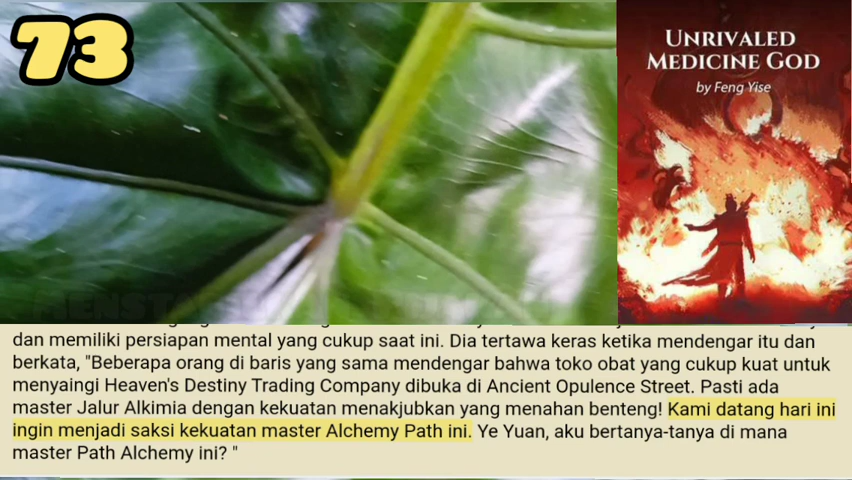 73
UNRIVALED
MEDICINE GOD
by Feng Yise
dan memiliki persiapan mental yang cukup saat ini. Dia tertawa keras ketika mendengar itu dan
berkata, "Beberapa orang di baris yang sama mendengar bahwa toko obat yang cukup kuat untuk
menyaingi Heaven's Destiny Trading Company dibuka di Ancient Opulence Street. Pasti ada
master Jalur Alkimia dengan kekuatan menakjubkan yang menahan benteng! Kami datang hari ini
ingin menjadi saksi kekuatan master Alchemy Path ini. Ye Yuan, aku bertanya-tanya di mana
master Path Alchemy ini? "